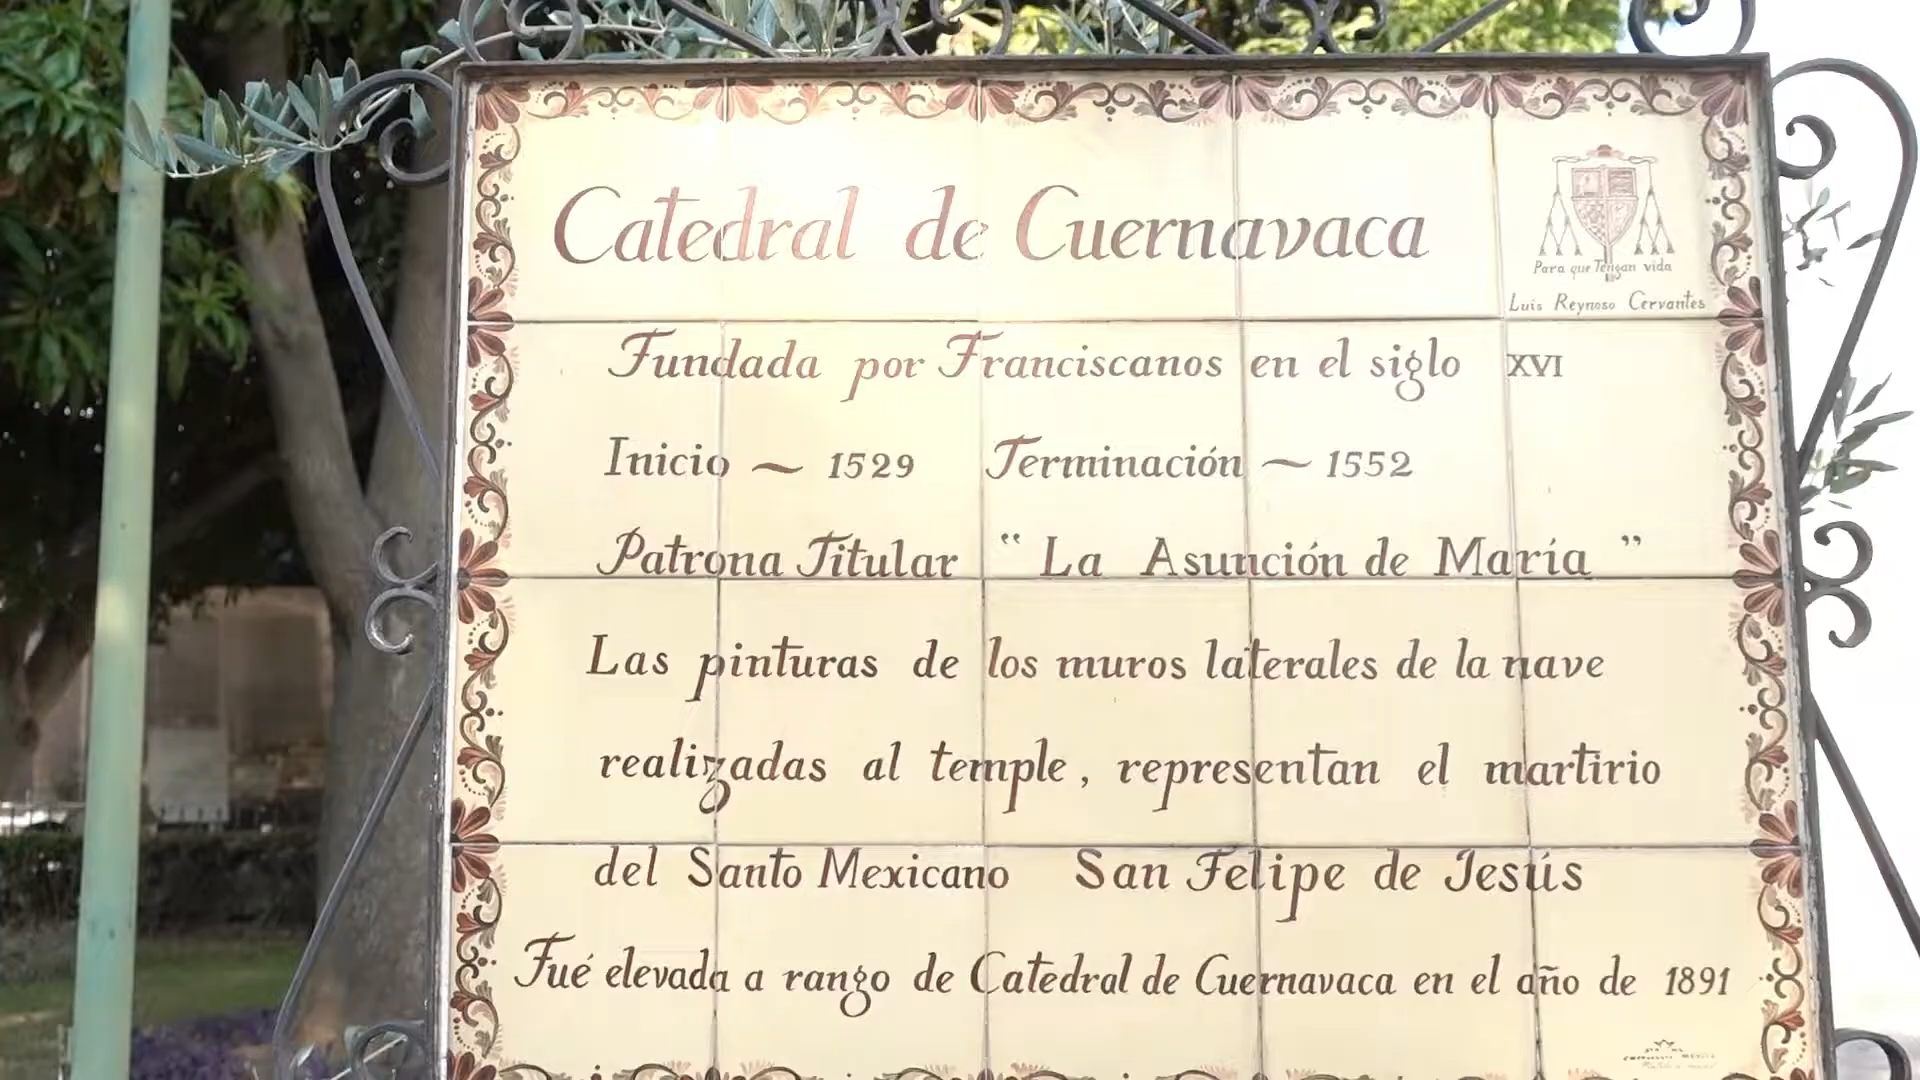 Catedral de Cuernavaca
Para que Tengan vida
Luis Reynoso Cervantes
Fundada por Franciscanos en el siglo XVI
Inicio ~ 1529 Terminación ~ 1552
Patrona Titular " La Asunción de María "
Las pinturas de los muros laterales de la nave
realizadas al temple, representan el martirio
del Santo Mexicano San Felipe de Jesús
Fué elevada a rango de Catedral de Cuernavaca en el año de 1891